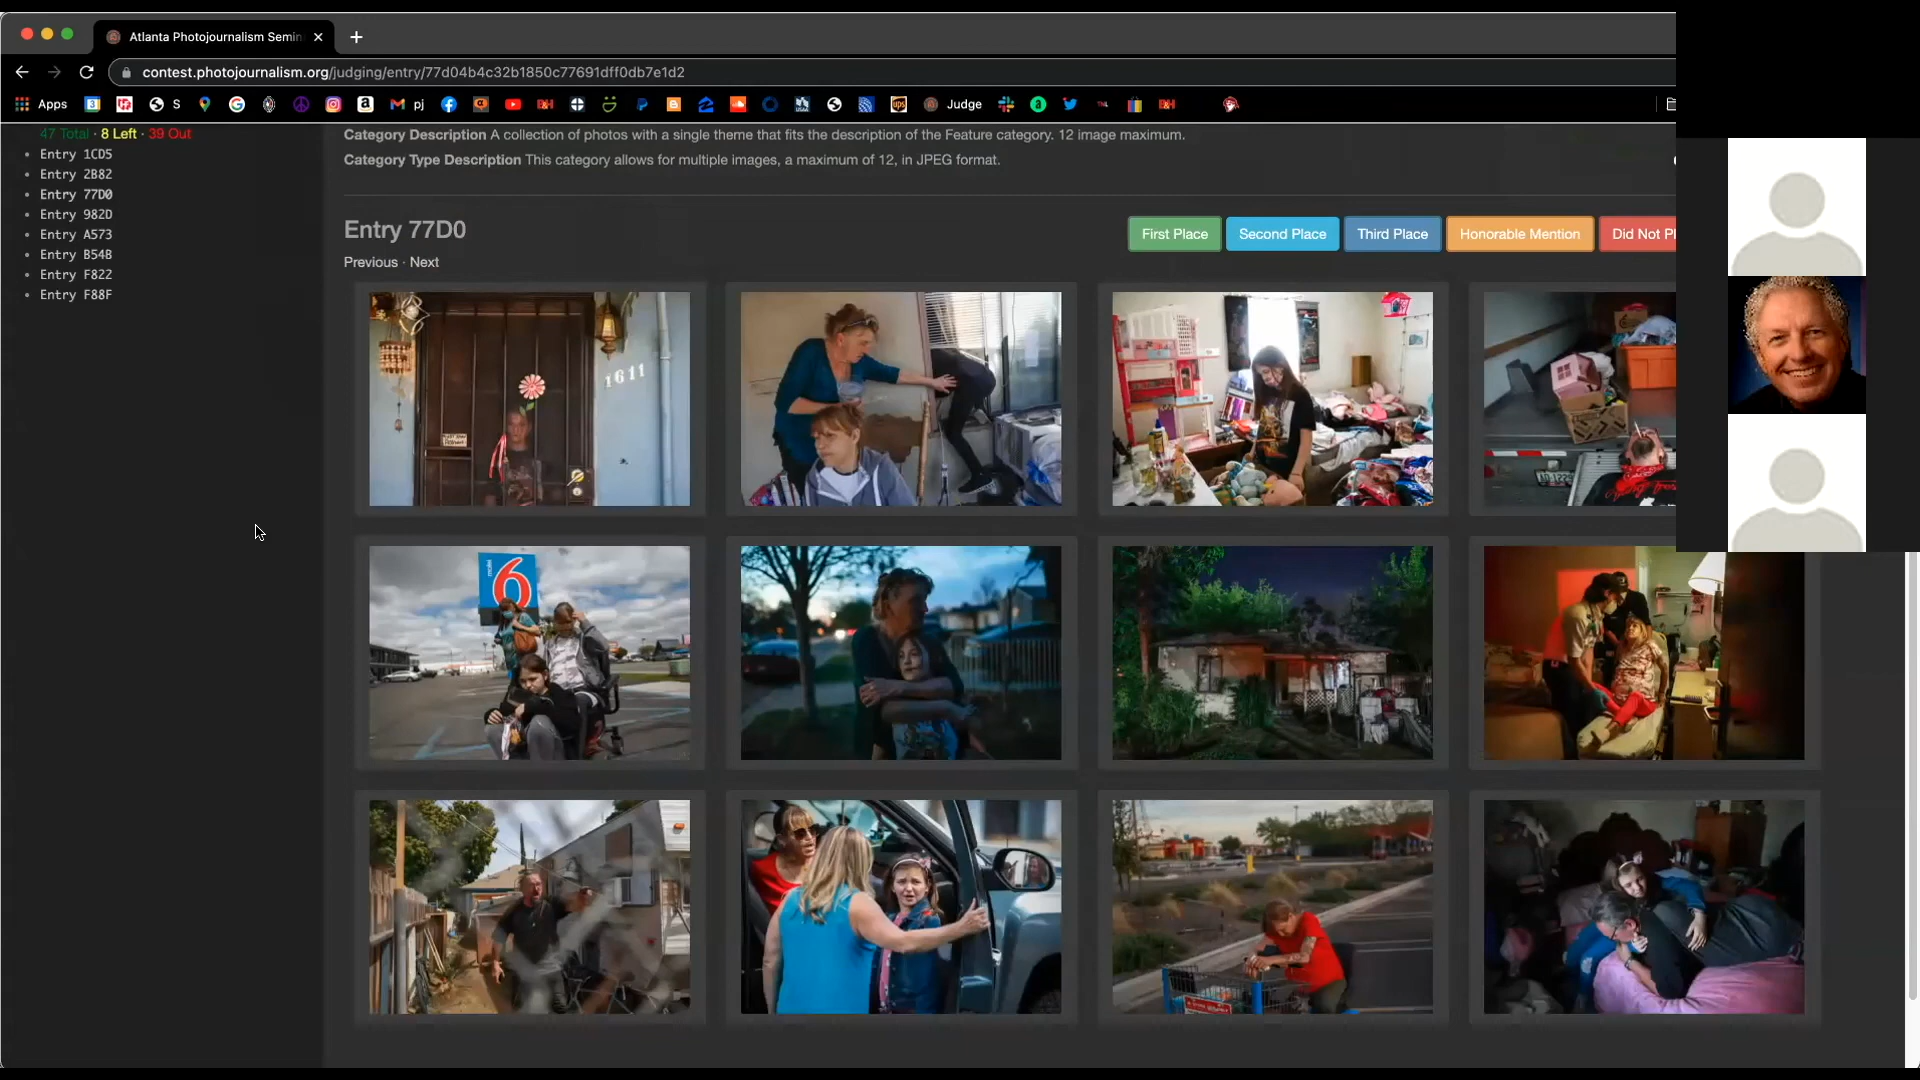 Atlanta Photojournalism Semin
contest.photojournalism.org/judging/entry/77d04b4c32b1850c77691dff0db7e1d2
Apps
S
pj
Judge
47 Total · 8 Left · 39 Out
Entry 1CD5
Entry 2B82
Entry 77D0
Entry 982D
Entry A573
Entry B54B
Entry F822
Entry F88F
Category Description A collection of photos with a single theme that fits the description of the Feature category. 12 image maximum.
Category Type Description This category allows for multiple images, a maximum of 12, in JPEG format.
Entry 77D0
First Place
Second Place
Third Place
Honorable Mention
Did Not Pl
Previous · Next
1611
6